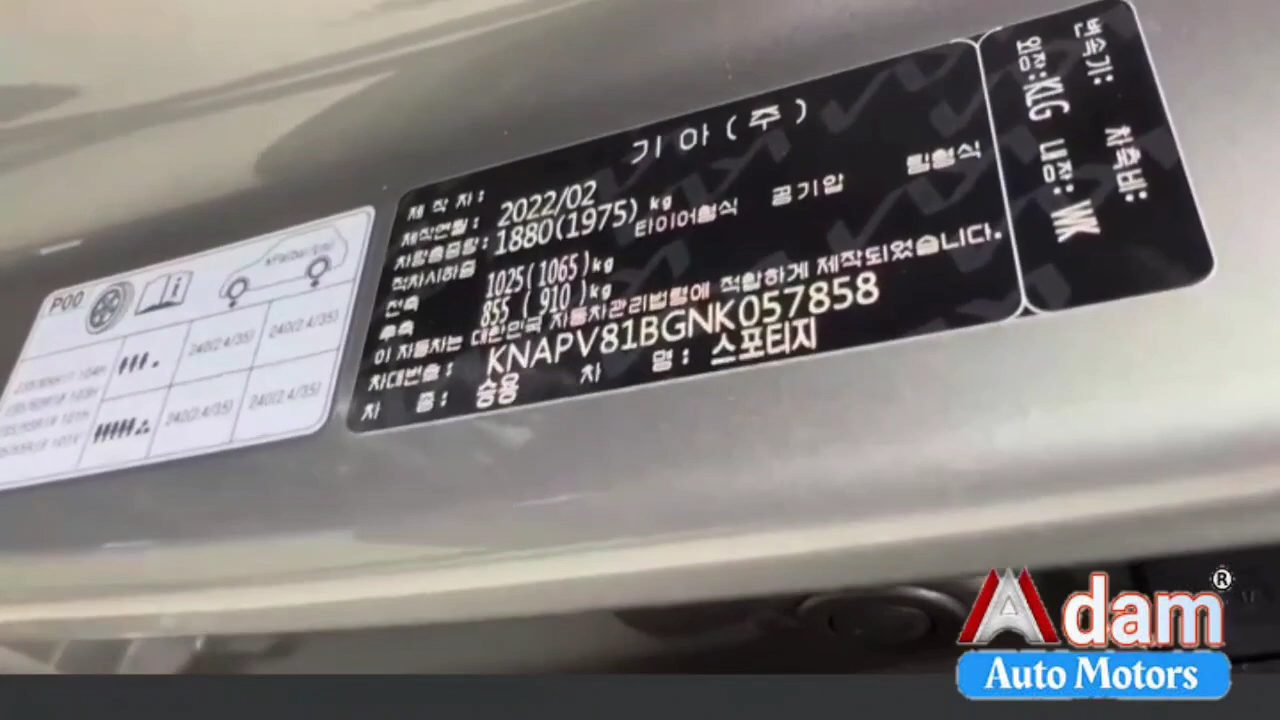 기아(주)
제 작 자 :
제작연월 : 2022/02
차량총중량 : 1880(1975) kg
적차시하중 타이어형식 공기압 림형식
전축 1025(1065)kg
후축 855 ( 910 )kg
이 자동차는 대한민국 자동차관리법령에 적합하게 제작되었습니다.
차대번호 : KNAPV81BGNK057858
차 종 : 승용 차 명 : 스포티지
변속기: 차축비:
외장:KLG 내장: WK
P00
kPa(bar/psi)
240(2.4/35) 240(2.4/35)
240(2.4/35) 240(2.4/35)
Adam®
Auto Motors